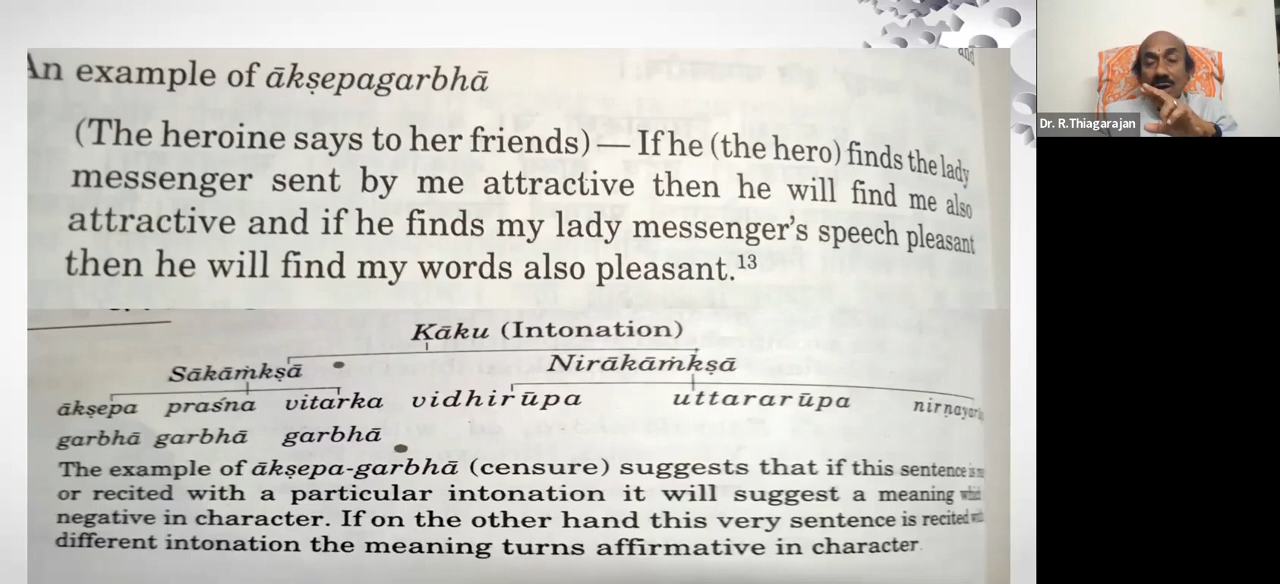 An example of ākṣepagarbhā
(The heroine says to her friends) — If he (the hero) finds the lady
messenger sent by me attractive then he will find me also
attractive and if he finds my lady messenger's speech pleasant
then he will find my words also pleasant.¹³
Kāku (Intonation)
Sākāṁkṣā Nirākāṁkṣā
ākṣepa praśna vitarka vidhirūpa uttararūpa
garbhā garbhā garbhā
The example of ākṣepa-garbhā (censure) suggests that if this sentence is
or recited with a particular intonation it will suggest a meaning
negative in character. If on the other hand this very sentence is recited
different intonation the meaning turns affirmative in character
and
Dr. R.Thiagarajan